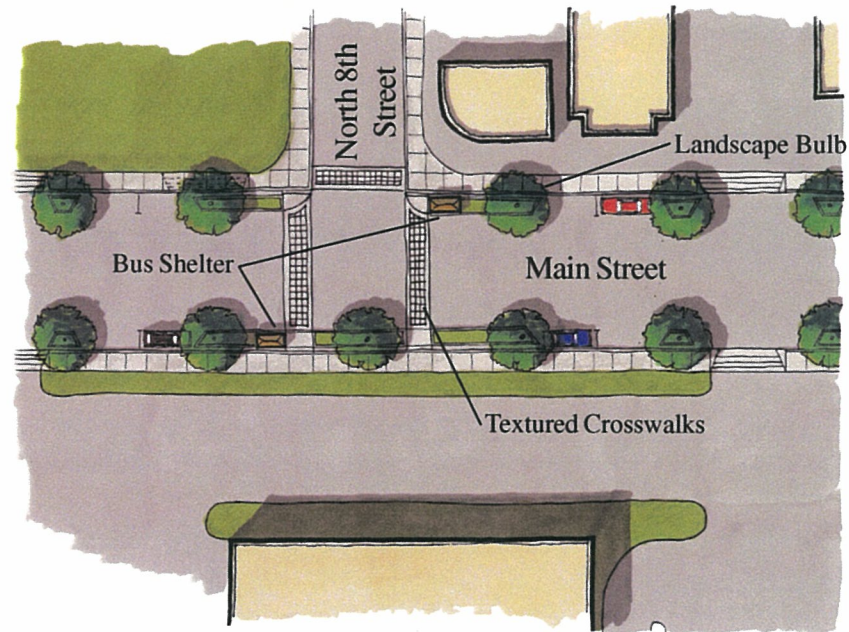 North 8th
Street
Landscape Bulb
Bus Shelter
Main Street
Textured Crosswalks